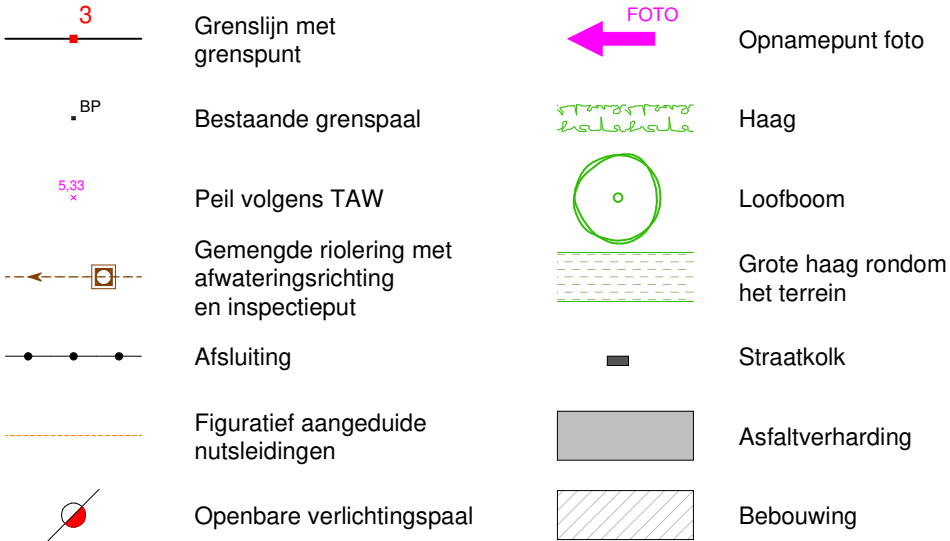 3
Grenslijn met
grenspunt
BP
Bestaande grenspaal
5,33
Peil volgens TAW
Gemengde riolering met
afwateringsrichting
en inspectieput
Afsluiting
Figuratief aangeduide
nutsleidingen
Openbare verlichtingspaal
FOTO
Opnamepunt foto
Haag
Loofboom
Grote haag rondom
het terrein
Straatkolk
Asfaltverharding
Bebouwing